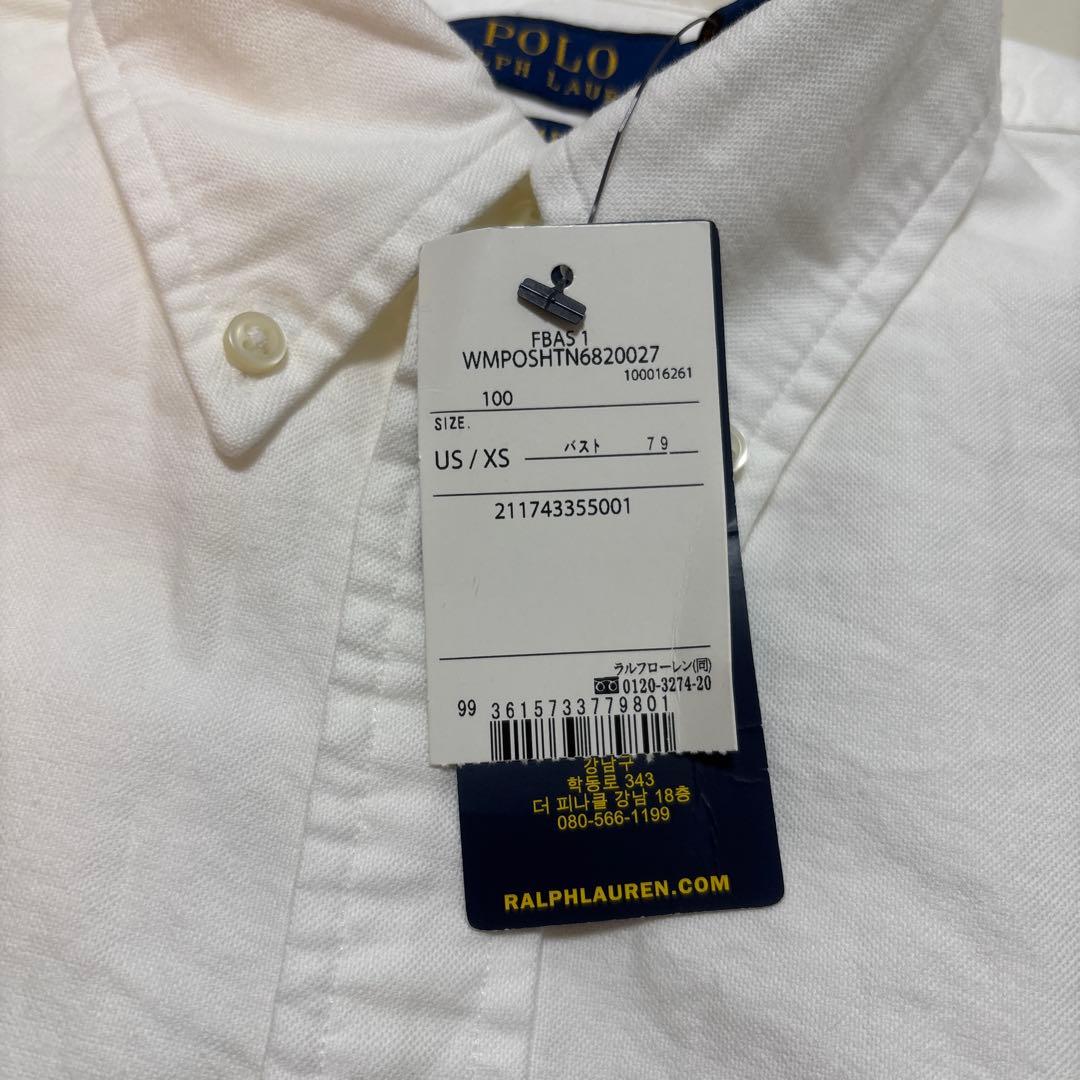 POLO
ALPH LAU
FBAS 1
WMPOSHTN6820027
100016261
100
SIZE.
US / XS バスト 79
211743355001
ラルフローレン(同)
0120-3274-20
99 3615733779801
강남구
학동로 343
더 피나클 강남 18층
080-566-1199
RALPHLAUREN.COM